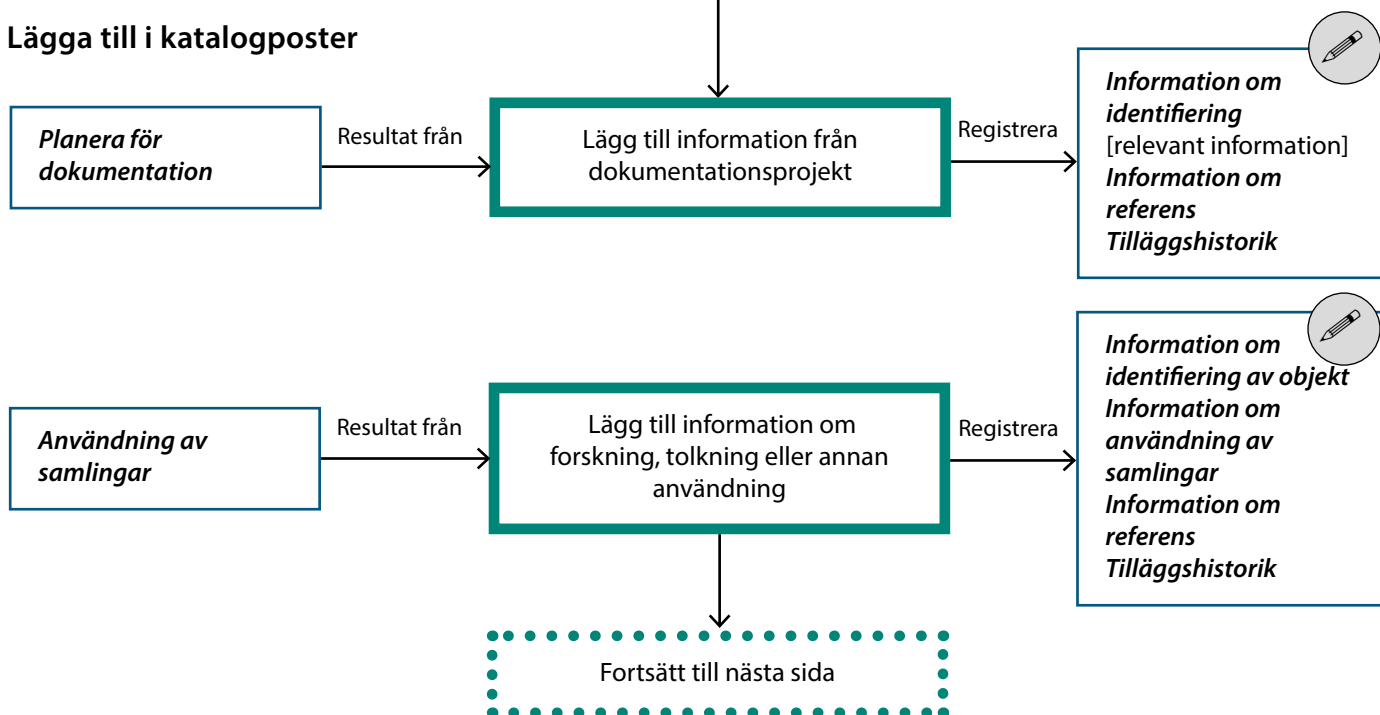 Lägga till i katalogposter
Planera för
dokumentation
Resultat från
Lägg till information från
dokumentationsprojekt
Registrera
Information om
identifiering
[relevant information]
Information om
referens
Tilläggshistorik
Användning av
samlingar
Resultat från
Lägg till information om
forskning, tolkning eller annan
användning
Registrera
Information om
identifiering av objekt
Information om
användning av
samlingar
Information om
referens
Tilläggshistorik
Fortsätt till nästa sida